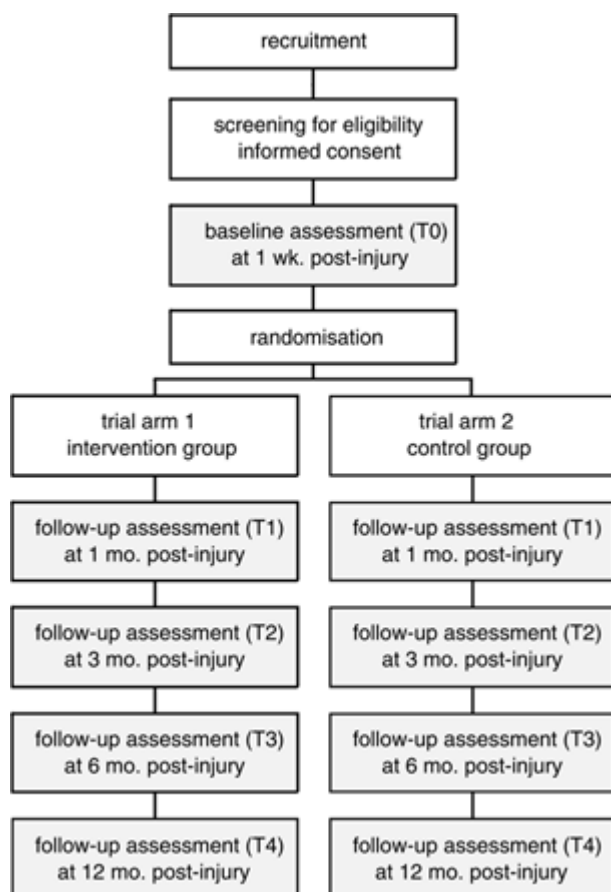 recruitment
screening for eligibility
informed consent
baseline assessment (T0)
at 1 wk. post-injury
randomisation
trial arm 1
intervention group
trial arm 2
control group
follow-up assessment (T1)
at 1 mo. post-injury
follow-up assessment (T1)
at 1 mo. post-injury
follow-up assessment (T2)
at 3 mo. post-injury
follow-up assessment (T2)
at 3 mo. post-injury
follow-up assessment (T3)
at 6 mo. post-injury
follow-up assessment (T3)
at 6 mo. post-injury
follow-up assessment (T4)
at 12 mo. post-injury
follow-up assessment (T4)
at 12 mo. post-injury